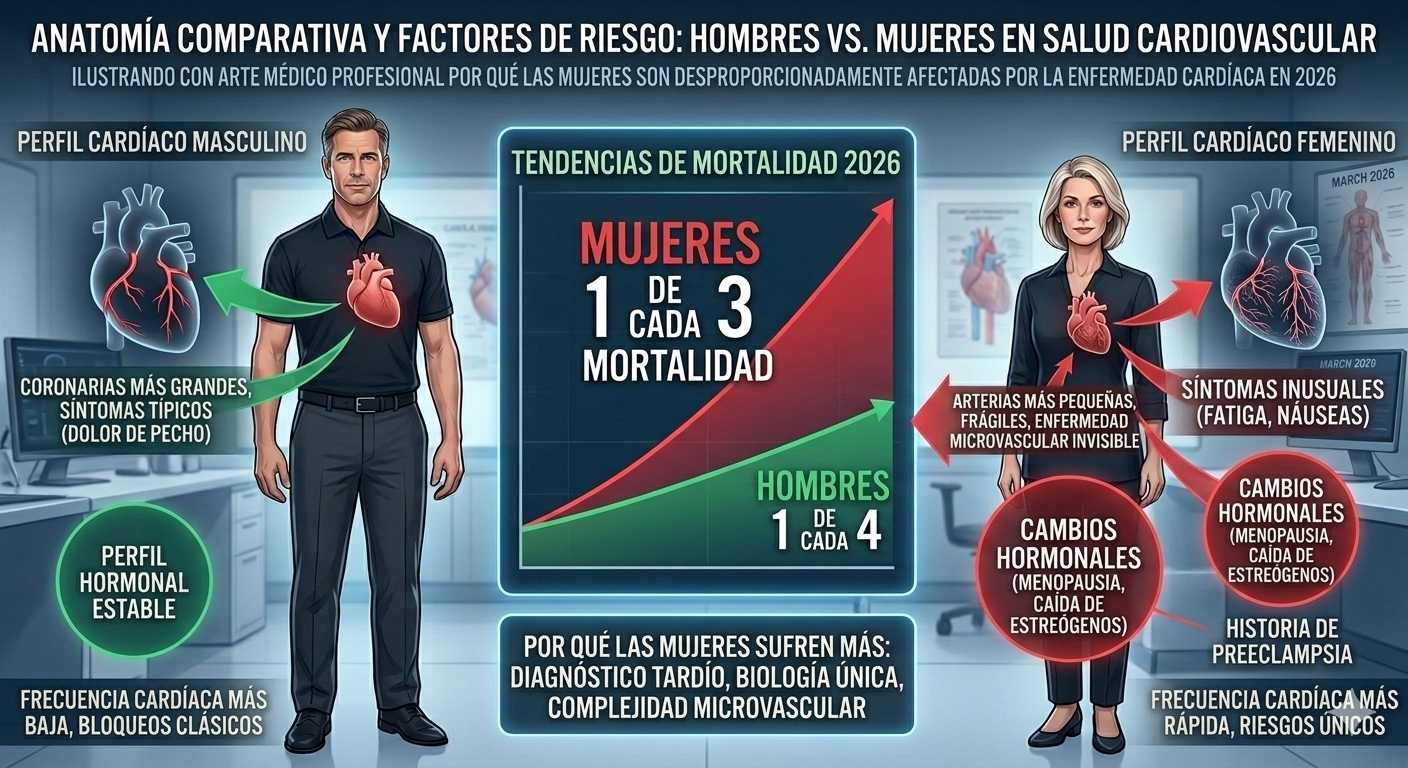 ANATOMÍA COMPARATIVA Y FACTORES DE RIESGO: HOMBRES VS. MUJERES EN SALUD CARDIOVASCULAR
ILUSTRANDO CON ARTE MÉDICO PROFESIONAL POR QUÉ LAS MUJERES SON DESPROPORCIONADAMENTE AFECTADAS POR LA ENFERMEDAD CARDÍACA EN 2026
PERFIL CARDÍACO MASCULINO
CORONARIAS MÁS GRANDES,
SÍNTOMAS TÍPICOS
(DOLOR DE PECHO)
PERFIL
HORMONAL
ESTABLE
FRECUENCIA CARDÍACA MÁS
BAJA, BLOQUEOS CLÁSICOS
TENDENCIAS DE MORTALIDAD 2026
MUJERES
1 DE CADA 3
MORTALIDAD
HOMBRES
1 DE CADA 4
POR QUÉ LAS MUJERES SUFREN MÁS:
DIAGNÓSTICO TARDÍO, BIOLOGÍA ÚNICA,
COMPLEJIDAD MICROVASCULAR
PERFIL CARDÍACO FEMENINO
MARCH 2026
MARCH 2026
ARTERIAS MÁS PEQUEÑAS,
FRÁGILES, ENFERMEDAD
MICROVASCULAR INVISIBLE
SÍNTOMAS INUSUALES
(FATIGA, NÁUSEAS)
CAMBIOS
HORMONALES
(MENOPAUSIA,
CAÍDA DE
ESTREÓGENOS)
CAMBIOS
HORMONALES
(MENOPAUSIA,
CAÍDA DE
ESTREÓGENOS)
HISTORIA DE
PREECLAMPSIA
FRECUENCIA CARDÍACA MÁS
RÁPIDA, RIESGOS ÚNICOS